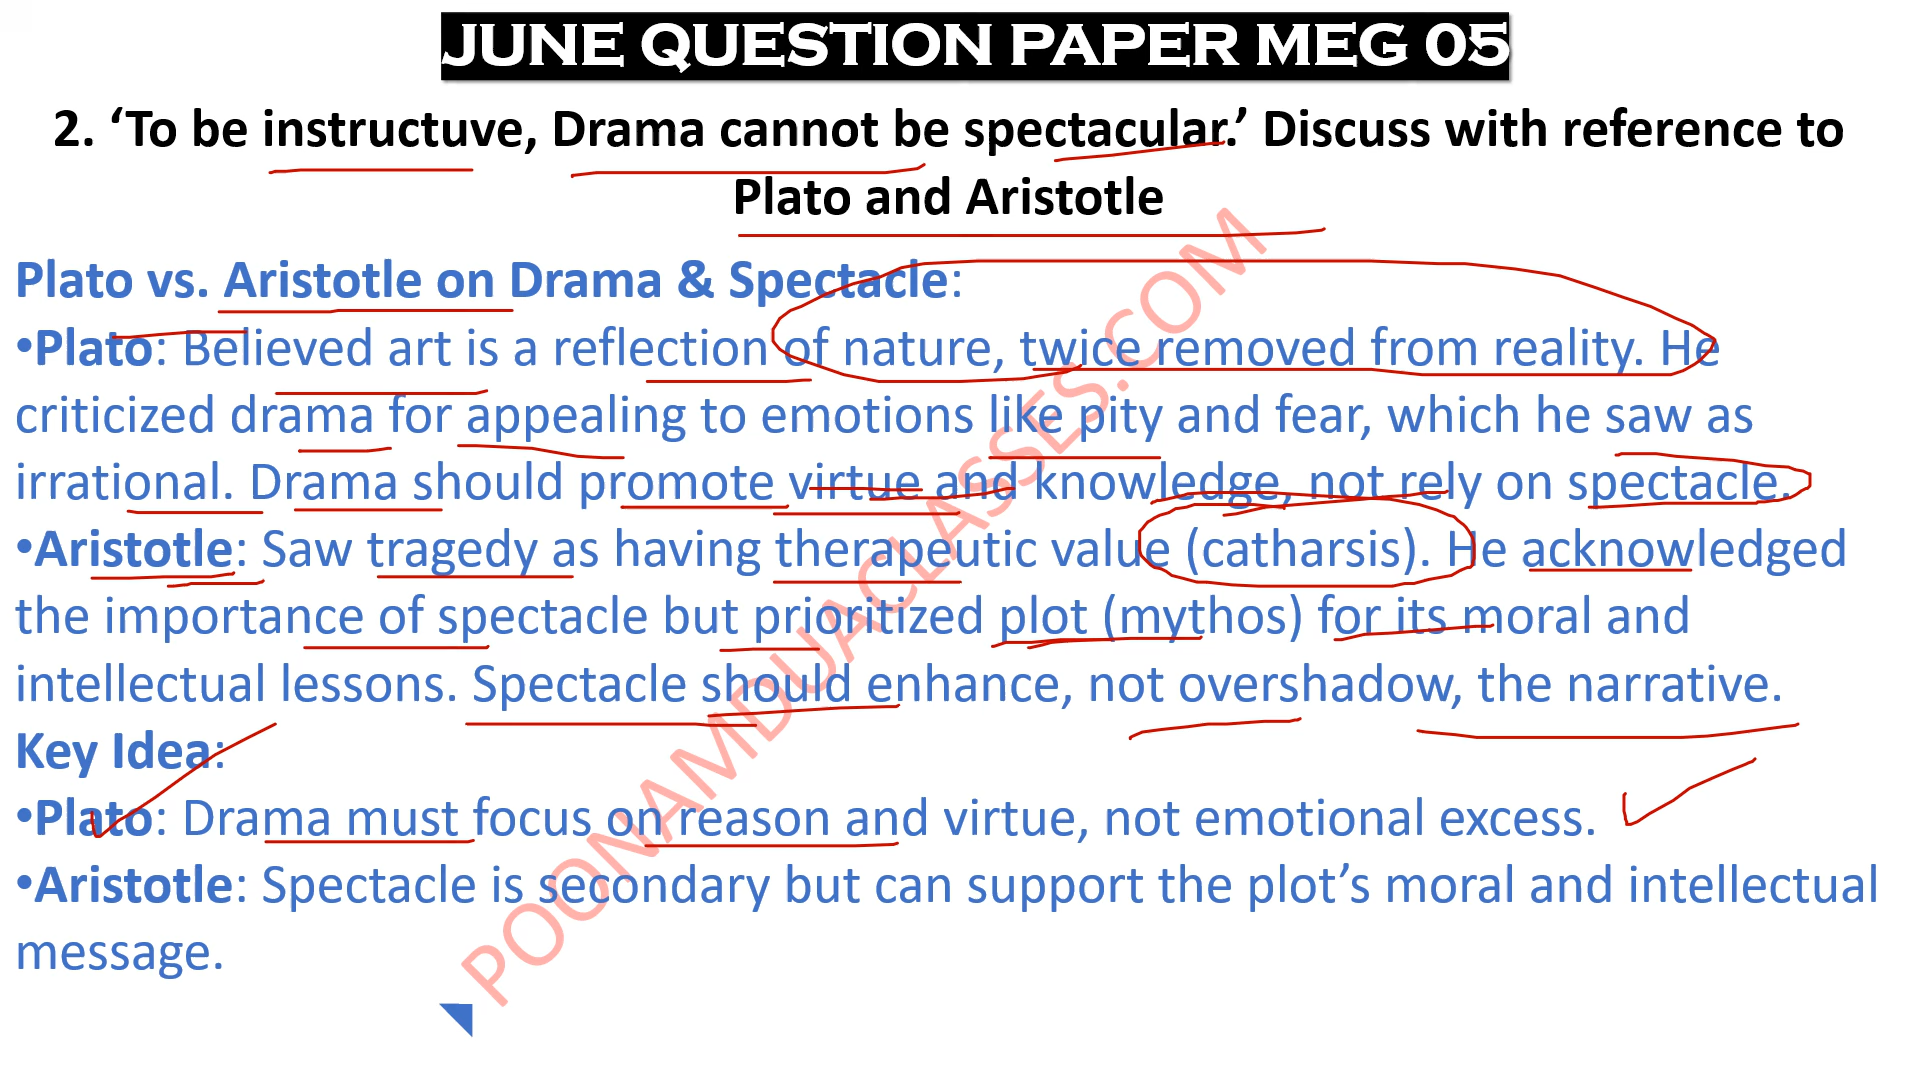 JUNE QUESTION PAPER MEG 05
2. ‘To be instructuve, Drama cannot be spectacular.’ Discuss with reference to
Plato and Aristotle
Plato vs. Aristotle on Drama & Spectacle:
•Plato: Believed art is a reflection of nature, twice removed from reality. He
criticized drama for appealing to emotions like pity and fear, which he saw as
irrational. Drama should promote virtue and knowledge, not rely on spectacle.
•Aristotle: Saw tragedy as having therapeutic value (catharsis). He acknowledged
the importance of spectacle but prioritized plot (mythos) for its moral and
intellectual lessons. Spectacle should enhance, not overshadow, the narrative.
Key Idea:
•Plato: Drama must focus on reason and virtue, not emotional excess.
•Aristotle: Spectacle is secondary but can support the plot’s moral and intellectual
message.
POONAMDUACLASSES.COM